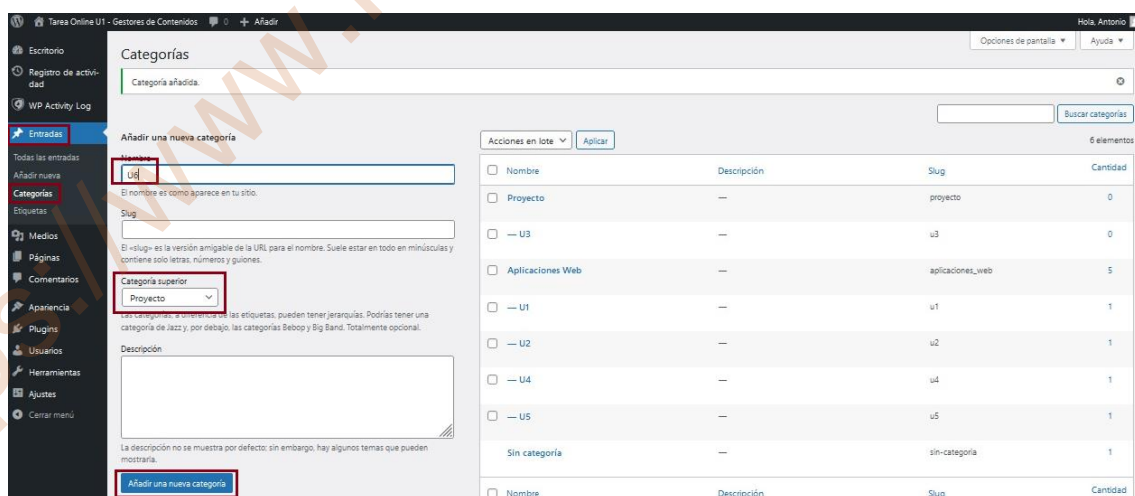 Tarea Online U1 - Gestores de Contenidos 0 + Añadir Hola, Antonio
Opciones de pantalla ▼ Ayuda ▼
Escritorio
Registro de activi-
dad
WP Activity Log
Entradas
Todas las entradas
Añadir nueva
Categorías
Etiquetas
Medios
Páginas
Comentarios
Apariencia
Plugins
Usuarios
Herramientas
Ajustes
Cerrar menú
Categorías
Categoría añadida.
Buscar categorías
Añadir una nueva categoría
Nombre
U6
El nombre es como aparece en tu sitio.
Slug
El «slug» es la versión amigable de la URL para el nombre. Suele estar en todo en minúsculas y
contiene solo letras, números y guiones.
Categoría superior
Proyecto
Las categorías, a diferencia de las etiquetas, pueden tener jerarquías. Podrías tener una
categoría de Jazz y, por debajo, las categorías Bebop y Big Band. Totalmente opcional.
Descripción
La descripción no se muestra por defecto; sin embargo, hay algunos temas que pueden
mostrarla.
Añadir una nueva categoría
Acciones en lote Aplicar 6 elementos
Nombre Descripción Slug Cantidad
Proyecto — proyecto 0
— U3 — u3 0
Aplicaciones Web — aplicaciones_web 5
— U1 — u1 1
— U2 — u2 1
— U4 — u4 1
— U5 — u5 1
Sin categoría — sin-categoria 1
Nombre Descripción Slug Cantidad